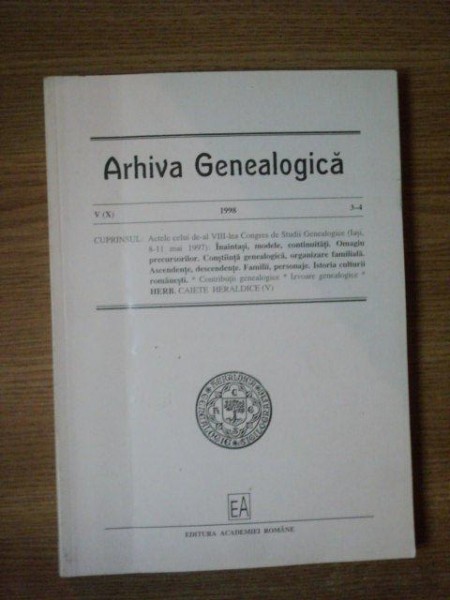 Arhiva Genealogică
V (X) 1998 3-4
CUPRINSUL: Actele celui de-al VIII-lea Congres de Studii Genealogice (Iaşi,
8-11 mai 1997): Înaintaşi, modele, continuităţi. Omagiu
precursorilor. Conştiinţă genealogică, organizare familială.
Ascendenţe, descendenţe. Familii, personaje. Istoria culturii
româneşti. * Contribuţii genealogice * Izvoare genealogice *
HERB. CAIETE HERALDICE (V)
EA
EDITURA ACADEMIEI ROMÂNE